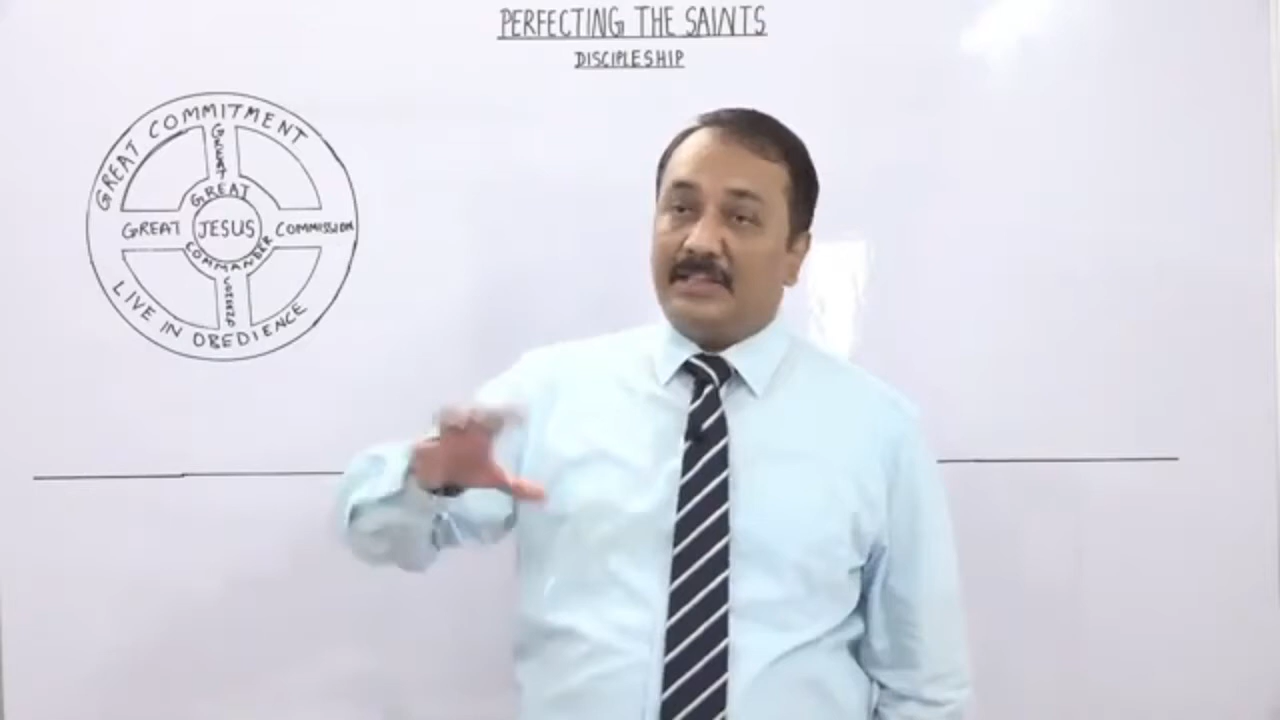 PERFECTING THE SAINTS
DISCIPLESHIP
GREAT COMMITMENT
GREAT
GREAT
GREAT JESUS COMMISSION
COMMANDER
LIVE IN OBEDIENCE